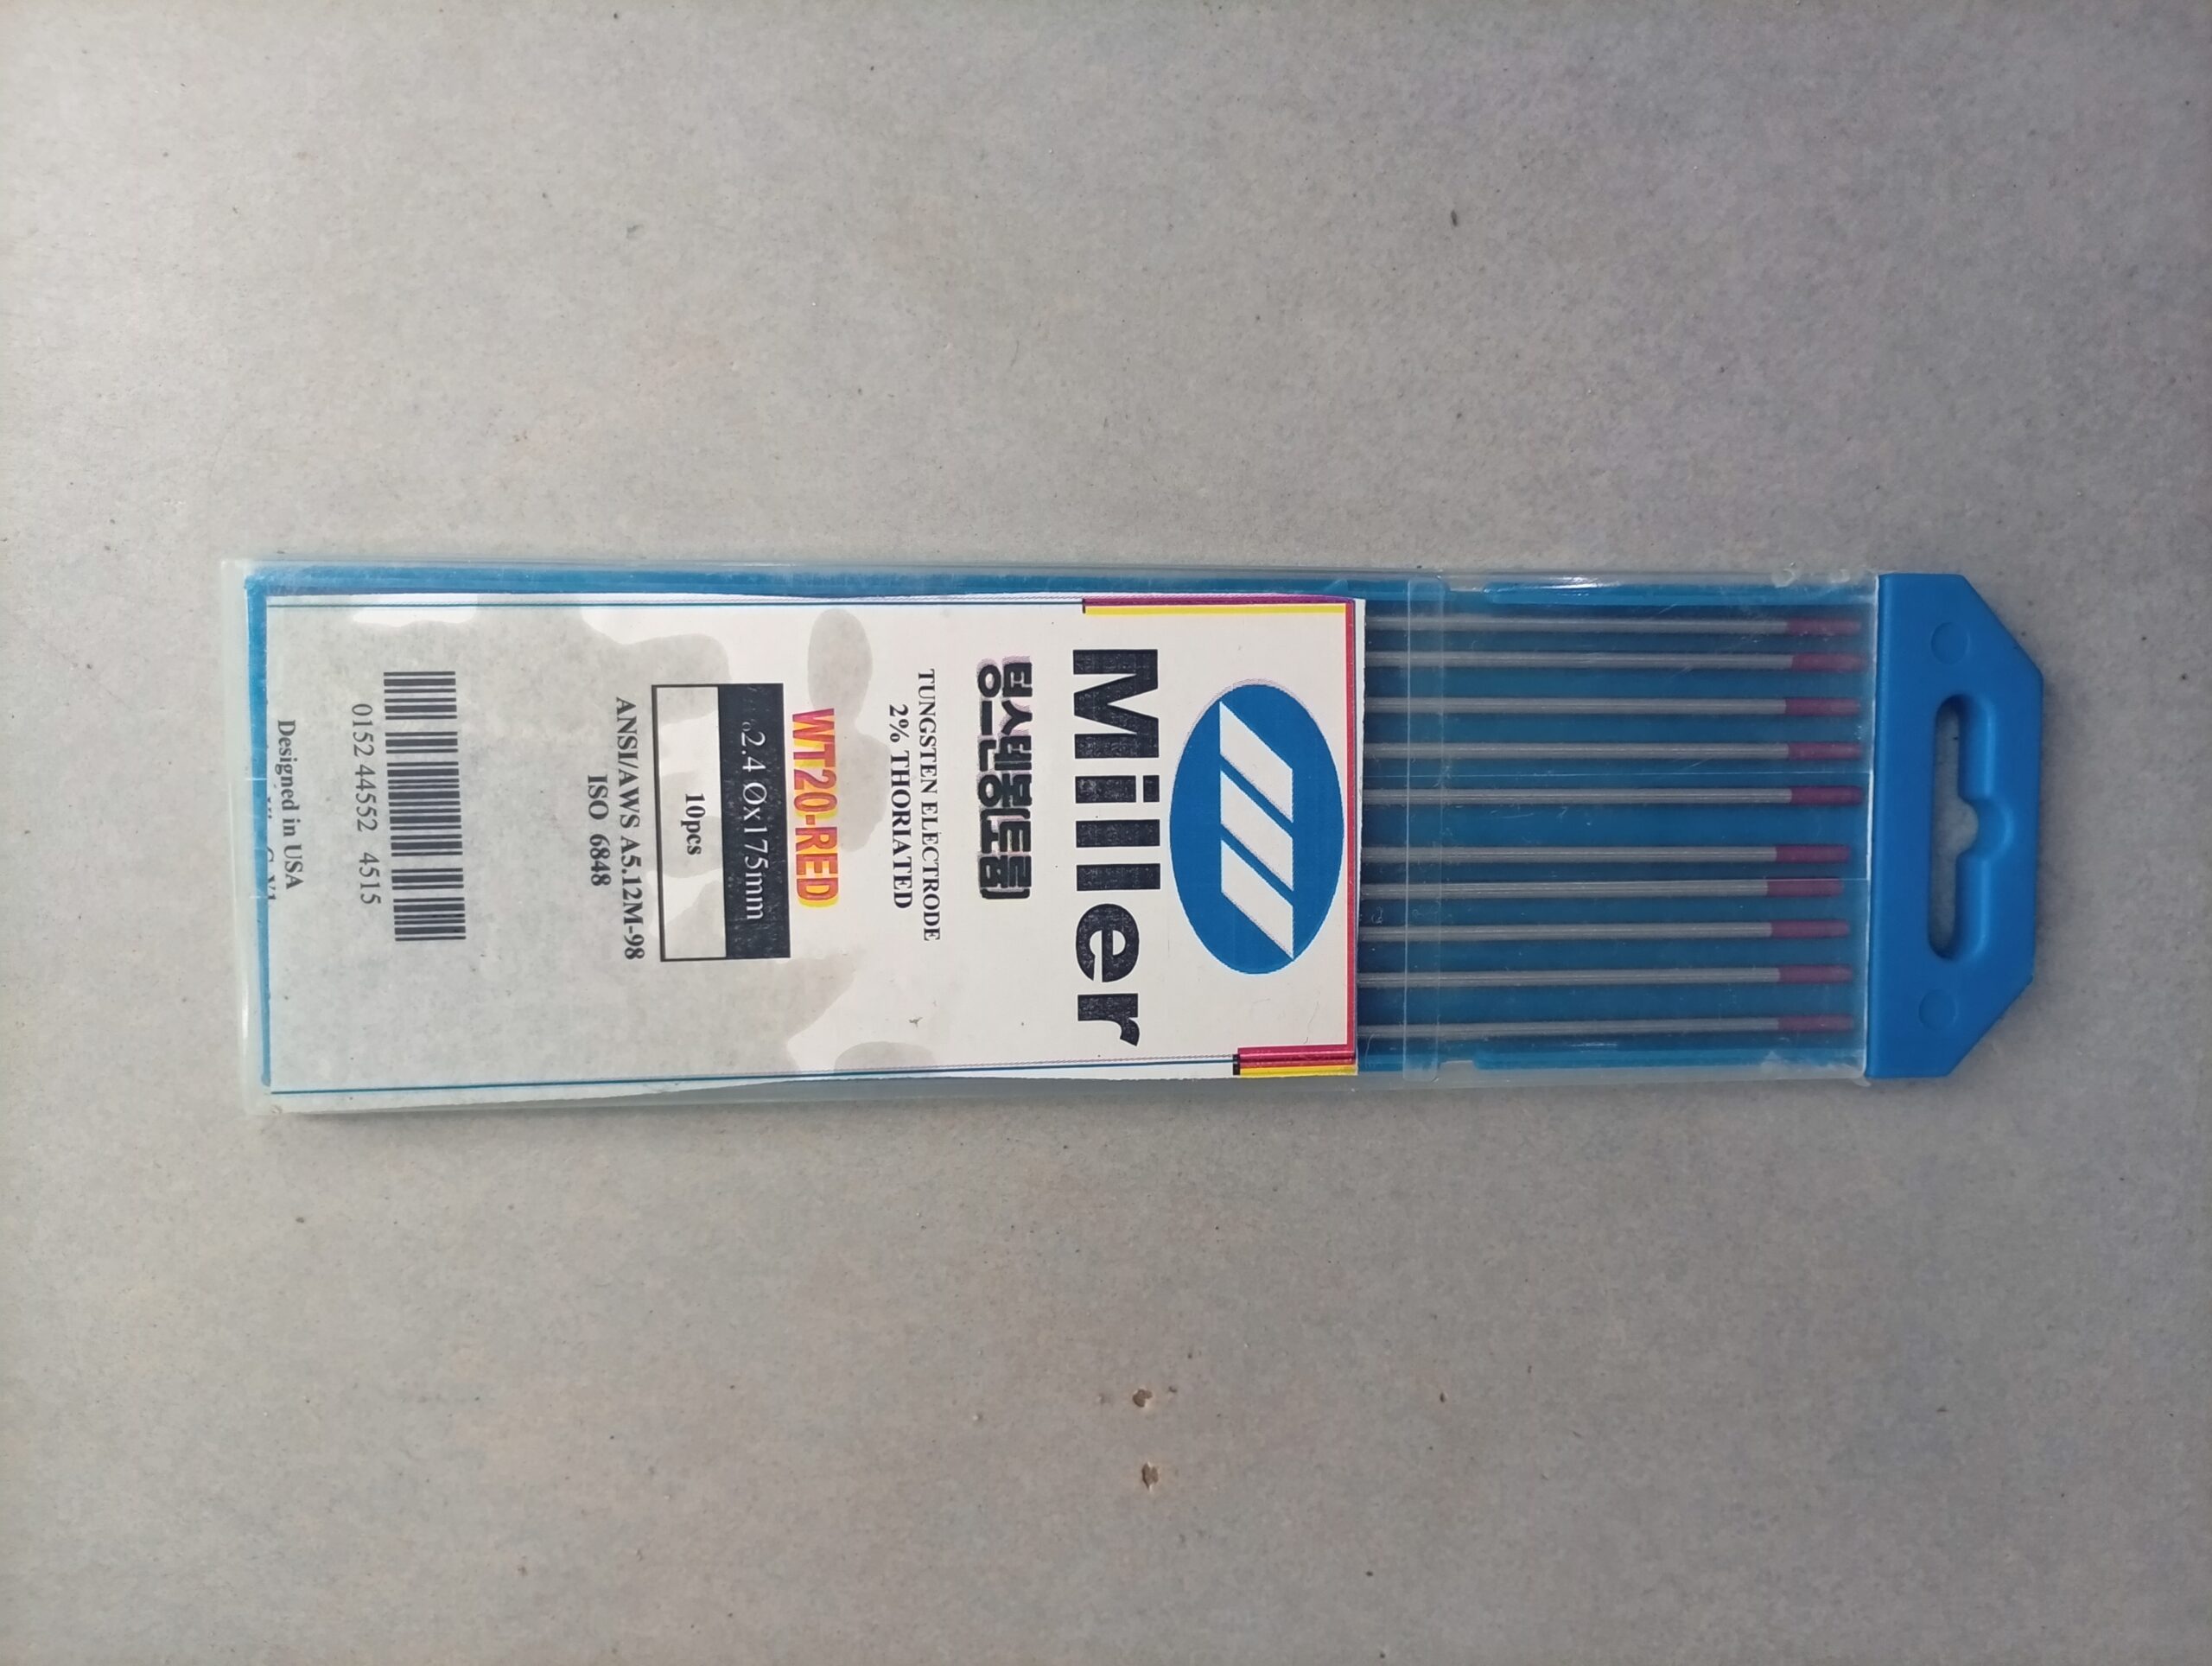 Miller
텅스텐봉(토륨)
TUNGSTEN ELECTRODE
2% THORIATED
WT20-RED
2.4 Øx175mm
10pcs
ANSI/AWS A5.12M-98
ISO 6848
0152 44552 4515
Designed in USA